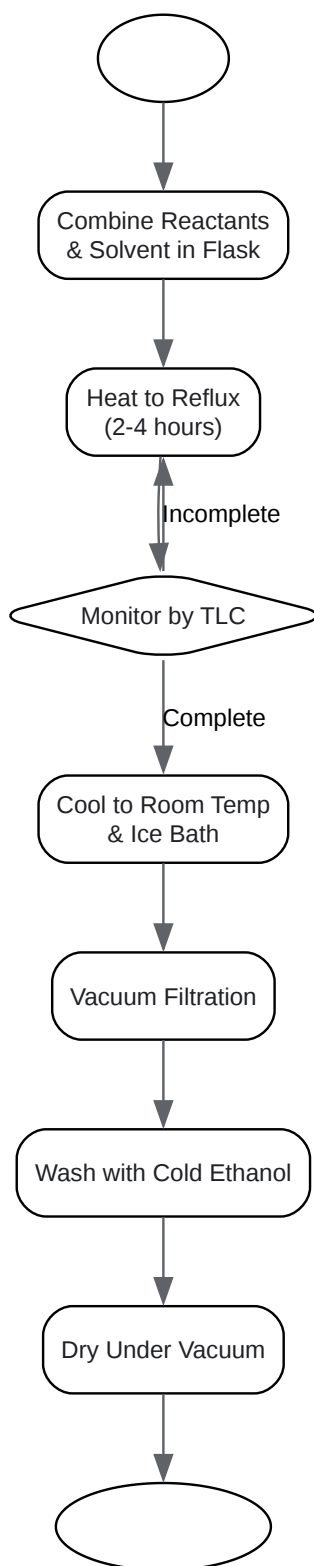 Combine Reactants
& Solvent in Flask
Heat to Reflux
(2-4 hours)
Incomplete
Monitor by TLC
Complete
Cool to Room Temp
& Ice Bath
Vacuum Filtration
Wash with Cold Ethanol
Dry Under Vacuum